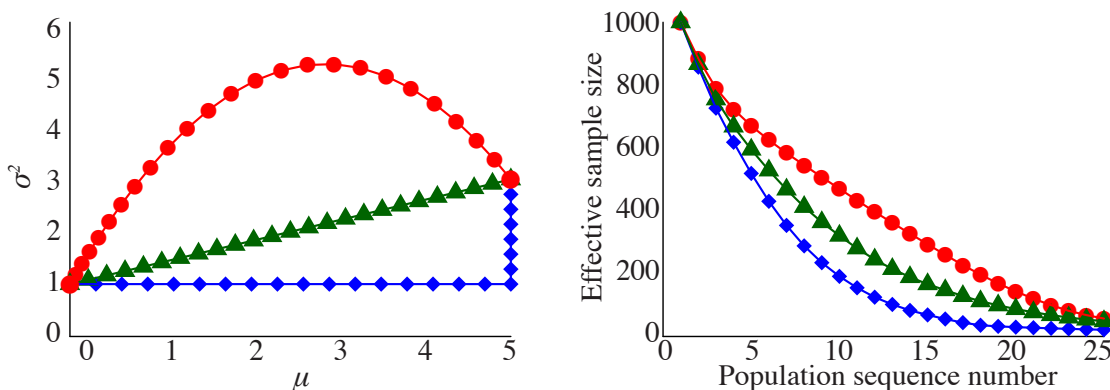 6
5
4
3
2
1
0
σ²
0 1 2 3 4 5
μ
1000
800
600
400
200
0
Effective sample size
0 5 10 15 20 25
Population sequence number